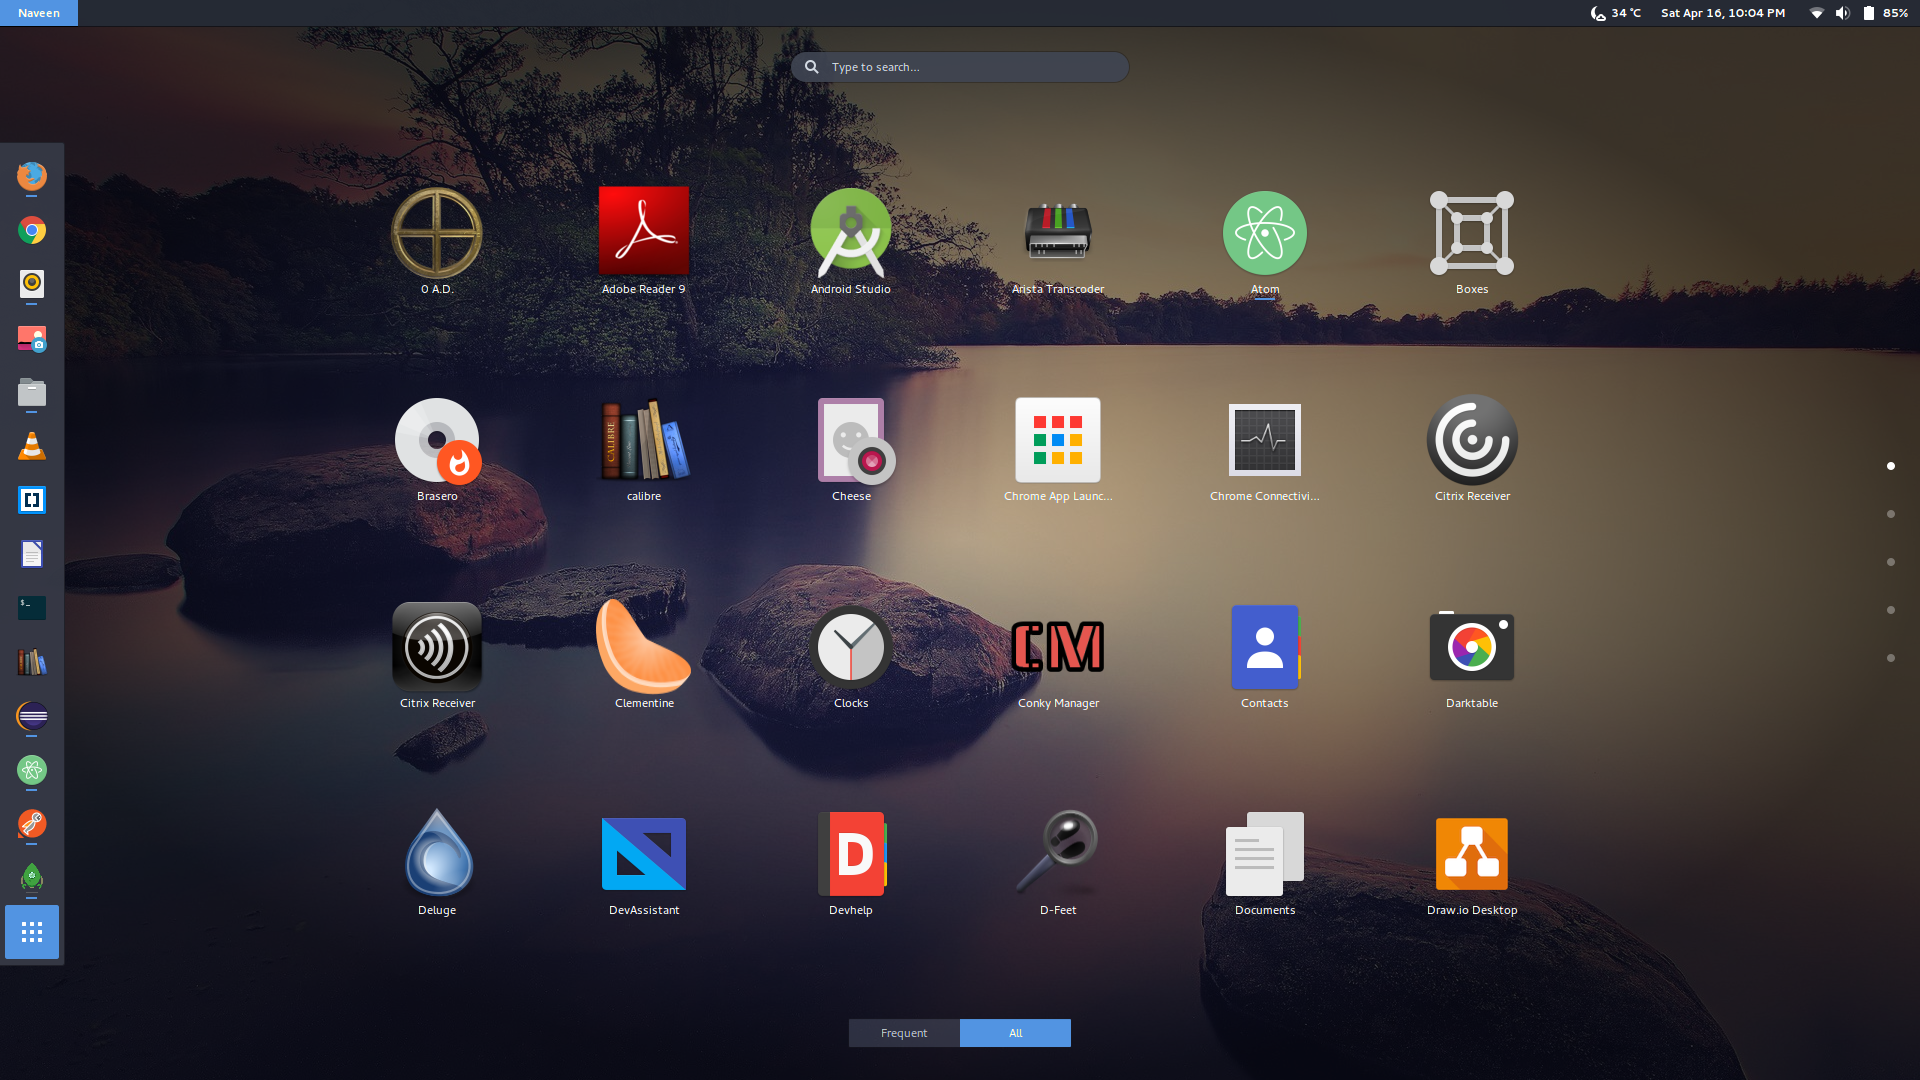 Naveen
34 °C
Sat Apr 16, 10:04 PM
85%
Type to search...
0 A.D.
Adobe Reader 9
Android Studio
Arista Transcoder
Atom
Boxes
CALIBRE
Brasero
calibre
Cheese
Chrome App Launc...
Chrome Connectivi...
Citrix Receiver
$_
CM
Citrix Receiver
Clementine
Clocks
Conky Manager
Contacts
Darktable
D
Deluge
DevAssistant
Devhelp
D-Feet
Documents
Draw.io Desktop
Frequent
All